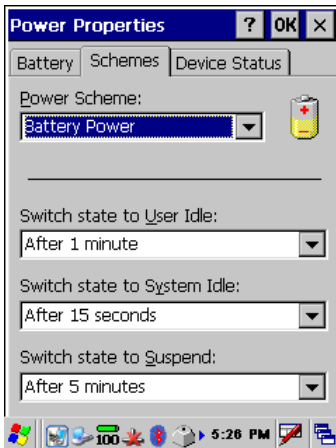 Power Properties ? OK ×
Battery Schemes Device Status
Power Scheme:
Battery Power
Switch state to User Idle:
After 1 minute
Switch state to System Idle:
After 15 seconds
Switch state to Suspend:
After 5 minutes
100 5:26 PM